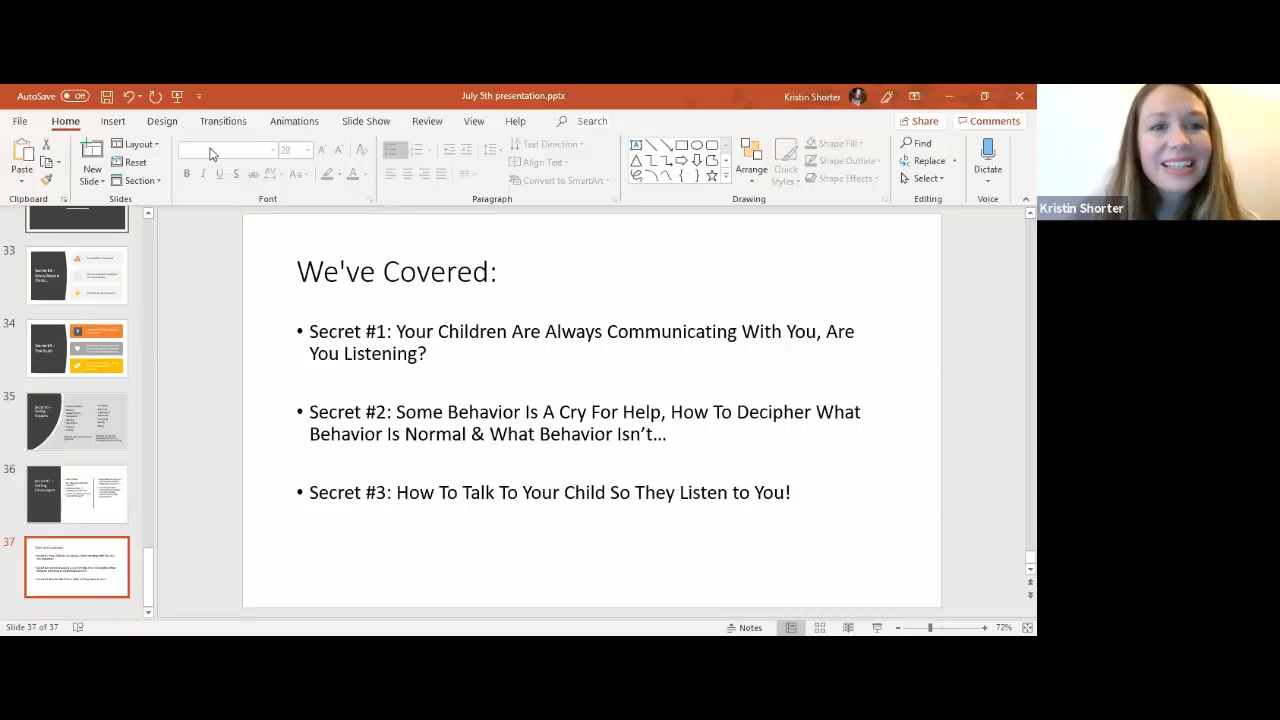 AutoSave Off
July 5th presentation.pptx
Kristin Shorter
File Home Insert Design Transitions Animations Slide Show Review View Help Search
Share Comments
Paste
New
Slide
Layout
Reset
Section
28
B I U S ab AV Aa A
Text Direction
Align Text
Convert to SmartArt
Arrange
Quick
Styles
Shape Fill
Shape Outline
Shape Effects
Find
Replace
Select
Dictate
Clipboard Slides Font Paragraph Drawing Editing Voice
Kristin Shorter
33
34
35
36
37
We've Covered:
• Secret #1: Your Children Are Always Communicating With You, Are
You Listening?
• Secret #2: Some Behavior Is A Cry For Help, How To Decipher What
Behavior Is Normal & What Behavior Isn’t…
• Secret #3: How To Talk To Your Child So They Listen to You!
Slide 37 of 37
Notes
72%